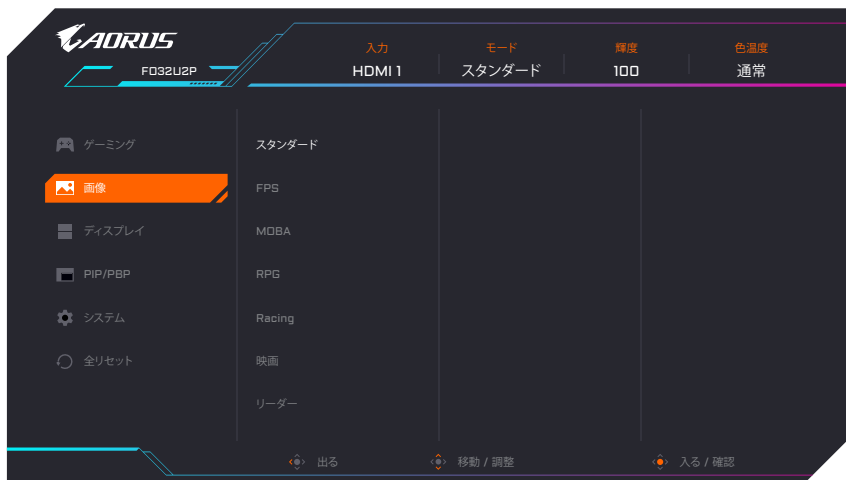 AORUS
FO32U2P
入力 モード 輝度 色温度
HDMI 1 スタンダード 100 通常
ゲーミング スタンダード
画像 FPS
ディスプレイ MOBA
PIP/PBP RPG
システム Racing
全リセット 映画
リーダー
出る 移動 / 調整 入る / 確認